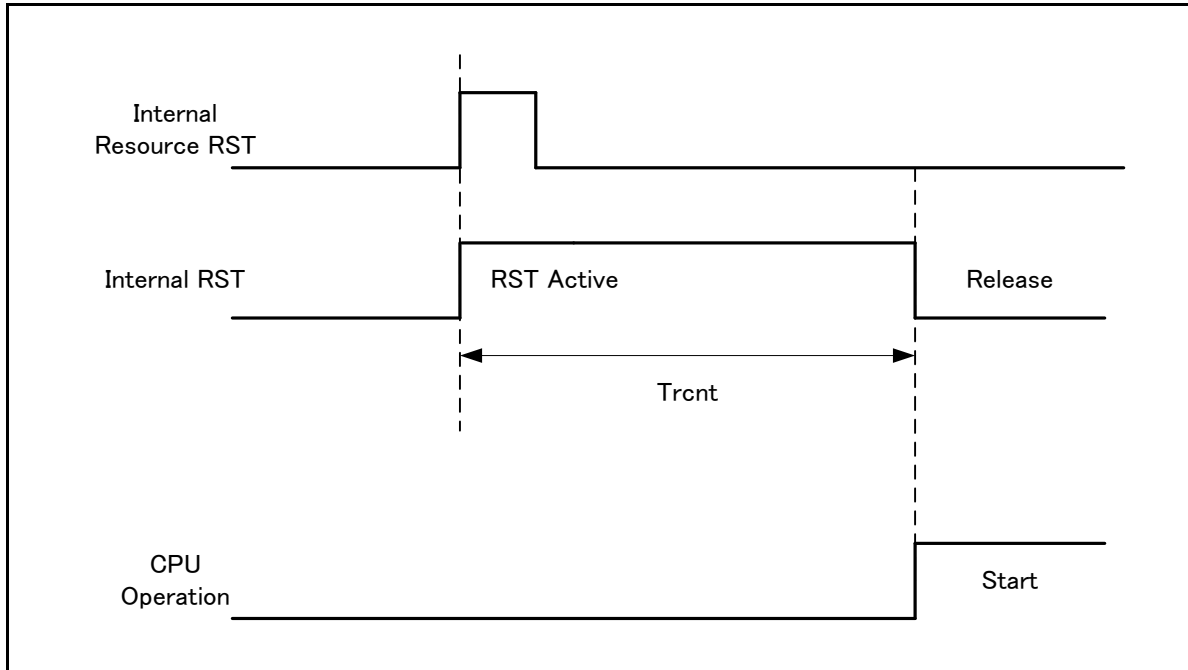 Internal
Resource RST
Internal RST
RST Active
Release
Trcnt
CPU
Operation
Start